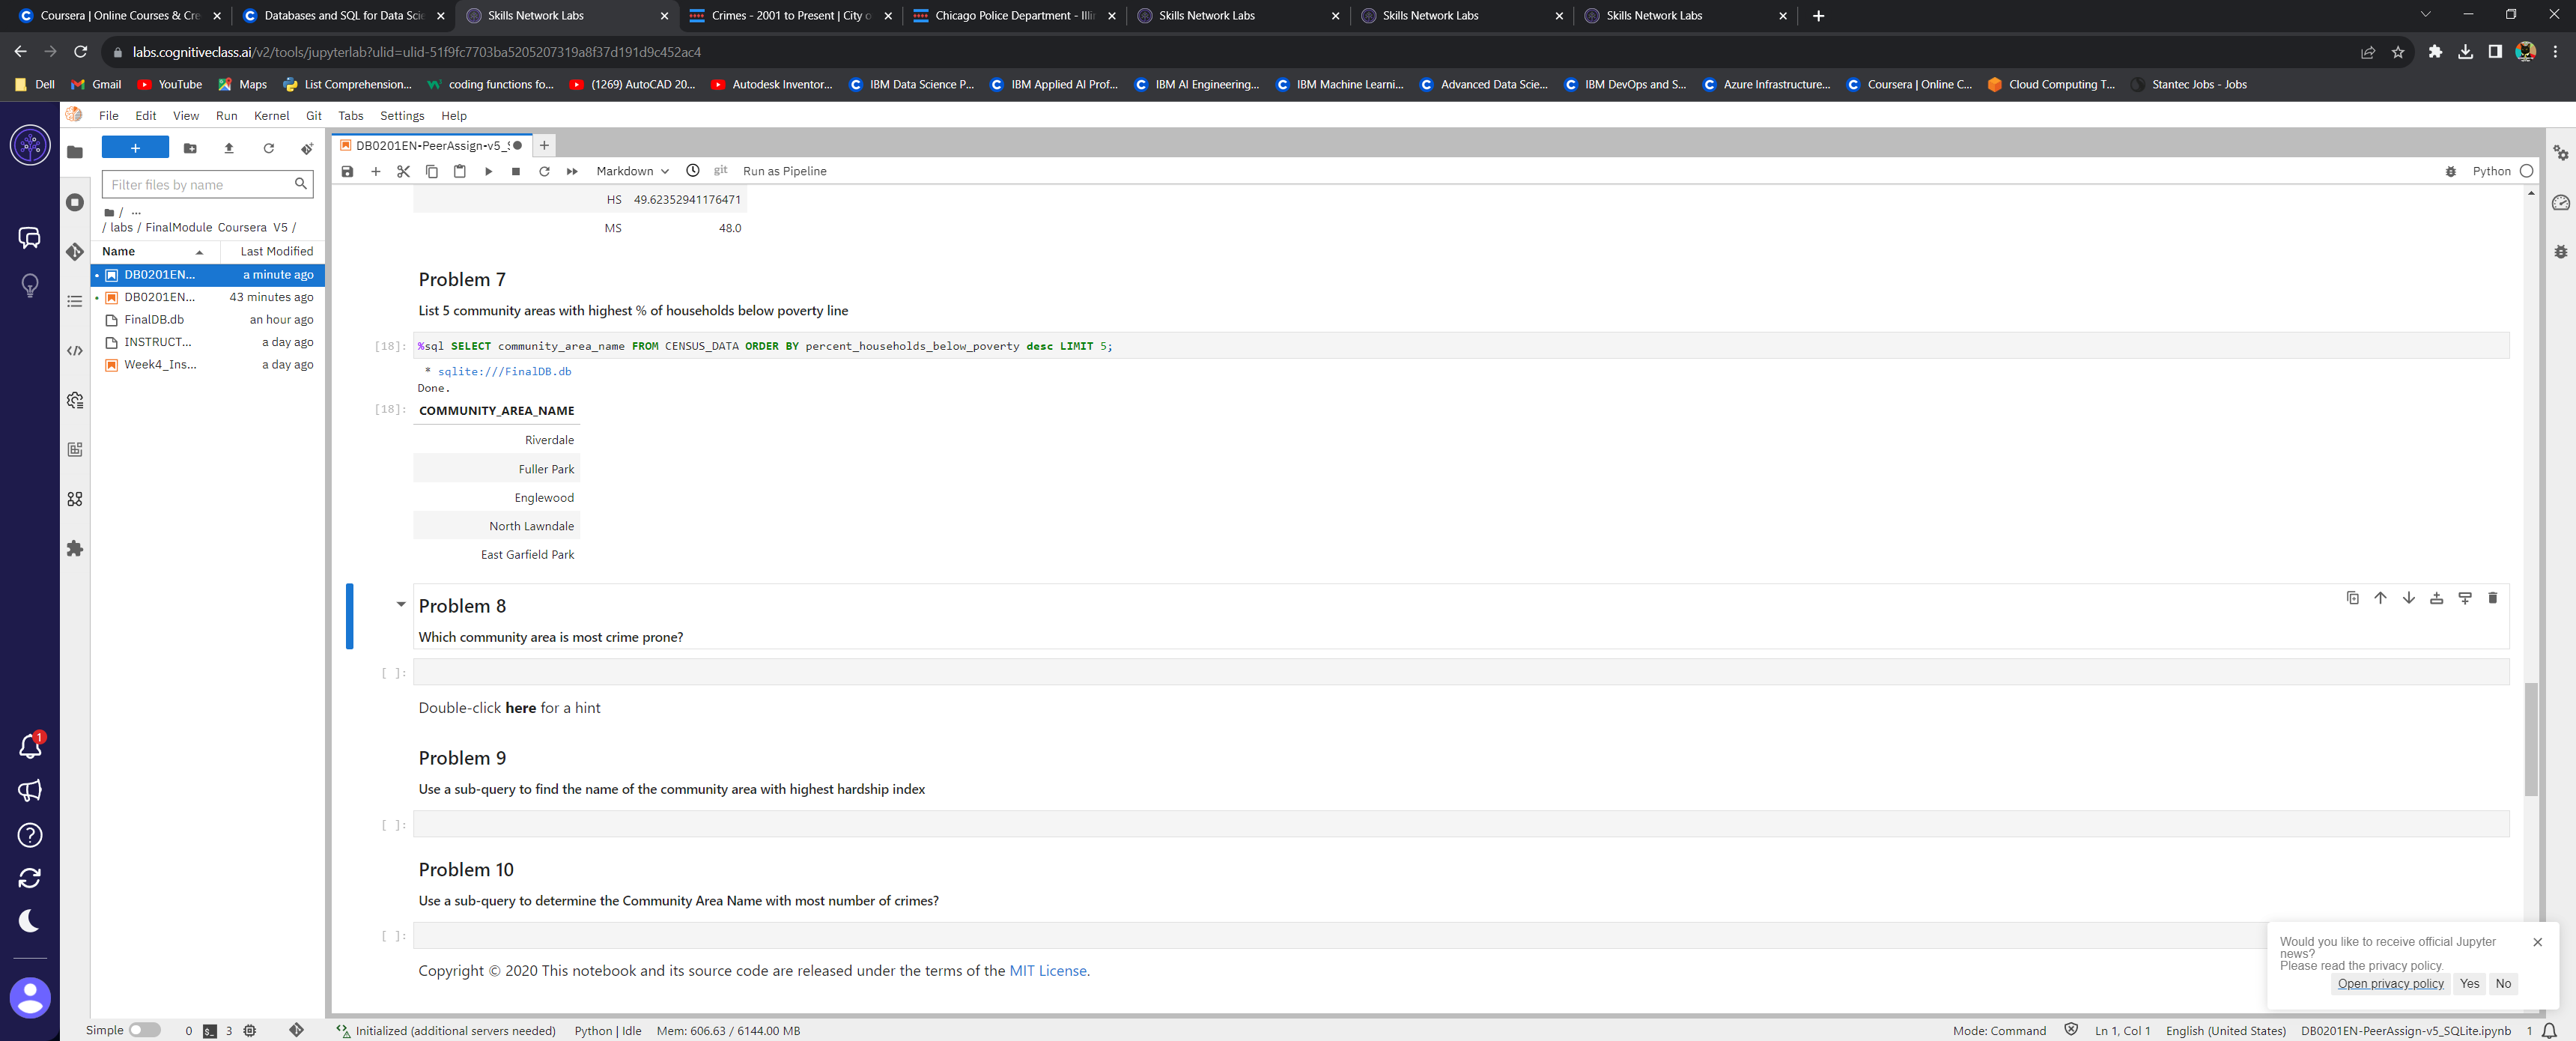 Coursera | Online Courses & Cre
Databases and SQL for Data Scie
Skills Network Labs
Crimes - 2001 to Present | City o
Chicago Police Department - Illin
Skills Network Labs
Skills Network Labs
Skills Network Labs
labs.cognitiveclass.ai/v2/tools/jupyterlab?ulid=ulid-51f9fc7703ba5205207319a8f37d191d9c452ac4
Dell
Gmail
YouTube
Maps
List Comprehension...
coding functions fo...
(1269) AutoCAD 20...
Autodesk Inventor...
IBM Data Science P...
IBM Applied AI Prof...
IBM AI Engineering...
IBM Machine Learni...
Advanced Data Scie...
IBM DevOps and S...
Azure Infrastructure...
Coursera | Online C...
Cloud Computing T...
Stantec Jobs - Jobs
File Edit View Run Kernel Git Tabs Settings Help
Filter files by name
/ ...
/ labs / FinalModule Coursera V5 /
Name Last Modified
DB0201EN... a minute ago
DB0201EN... 43 minutes ago
FinalDB.db an hour ago
INSTRUCT... a day ago
Week4_Ins... a day ago
DB0201EN-PeerAssign-v5_S
Markdown
git
Run as Pipeline
Python
HS 49.62352941176471
MS 48.0
Problem 7
List 5 community areas with highest % of households below poverty line
[18]: %sql SELECT community_area_name FROM CENSUS_DATA ORDER BY percent_households_below_poverty desc LIMIT 5;
* sqlite:///FinalDB.db
Done.
[18]: COMMUNITY_AREA_NAME
Riverdale
Fuller Park
Englewood
North Lawndale
East Garfield Park
Problem 8
Which community area is most crime prone?
[ ]:
Double-click here for a hint
Problem 9
Use a sub-query to find the name of the community area with highest hardship index
[ ]:
Problem 10
Use a sub-query to determine the Community Area Name with most number of crimes?
[ ]:
Copyright © 2020 This notebook and its source code are released under the terms of the MIT License.
1
Would you like to receive official Jupyter
news?
Please read the privacy policy.
Open privacy policy Yes No
Simple 0 3 Initialized (additional servers needed) Python | Idle Mem: 606.63 / 6144.00 MB
Mode: Command Ln 1, Col 1 English (United States) DB0201EN-PeerAssign-v5_SQLite.ipynb 1